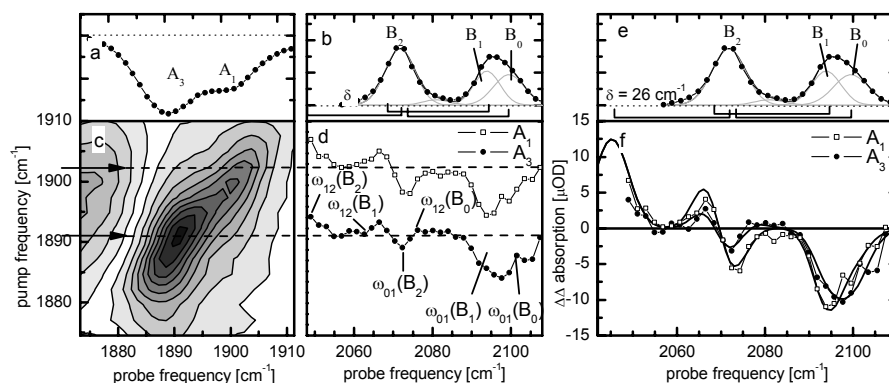 a
A3
A1
b
B2
B1
B0
δ
e
B2
B1
B0
δ = 26 cm-1
c
d
A1
A3
ω12(B2)
ω12(B1)
ω12(B0)
ω01(B2)
ω01(B1) ω01(B0)
f
A1
A3
1910
1900
1890
1880
pump frequency [cm-1]
15
10
5
0
-5
-10
-15
ΔΔ absorption [μOD]
1880 1890 1900 1910
2060 2080 2100
2060 2080 2100
probe frequency [cm-1] probe frequency [cm-1] probe frequency [cm-1]